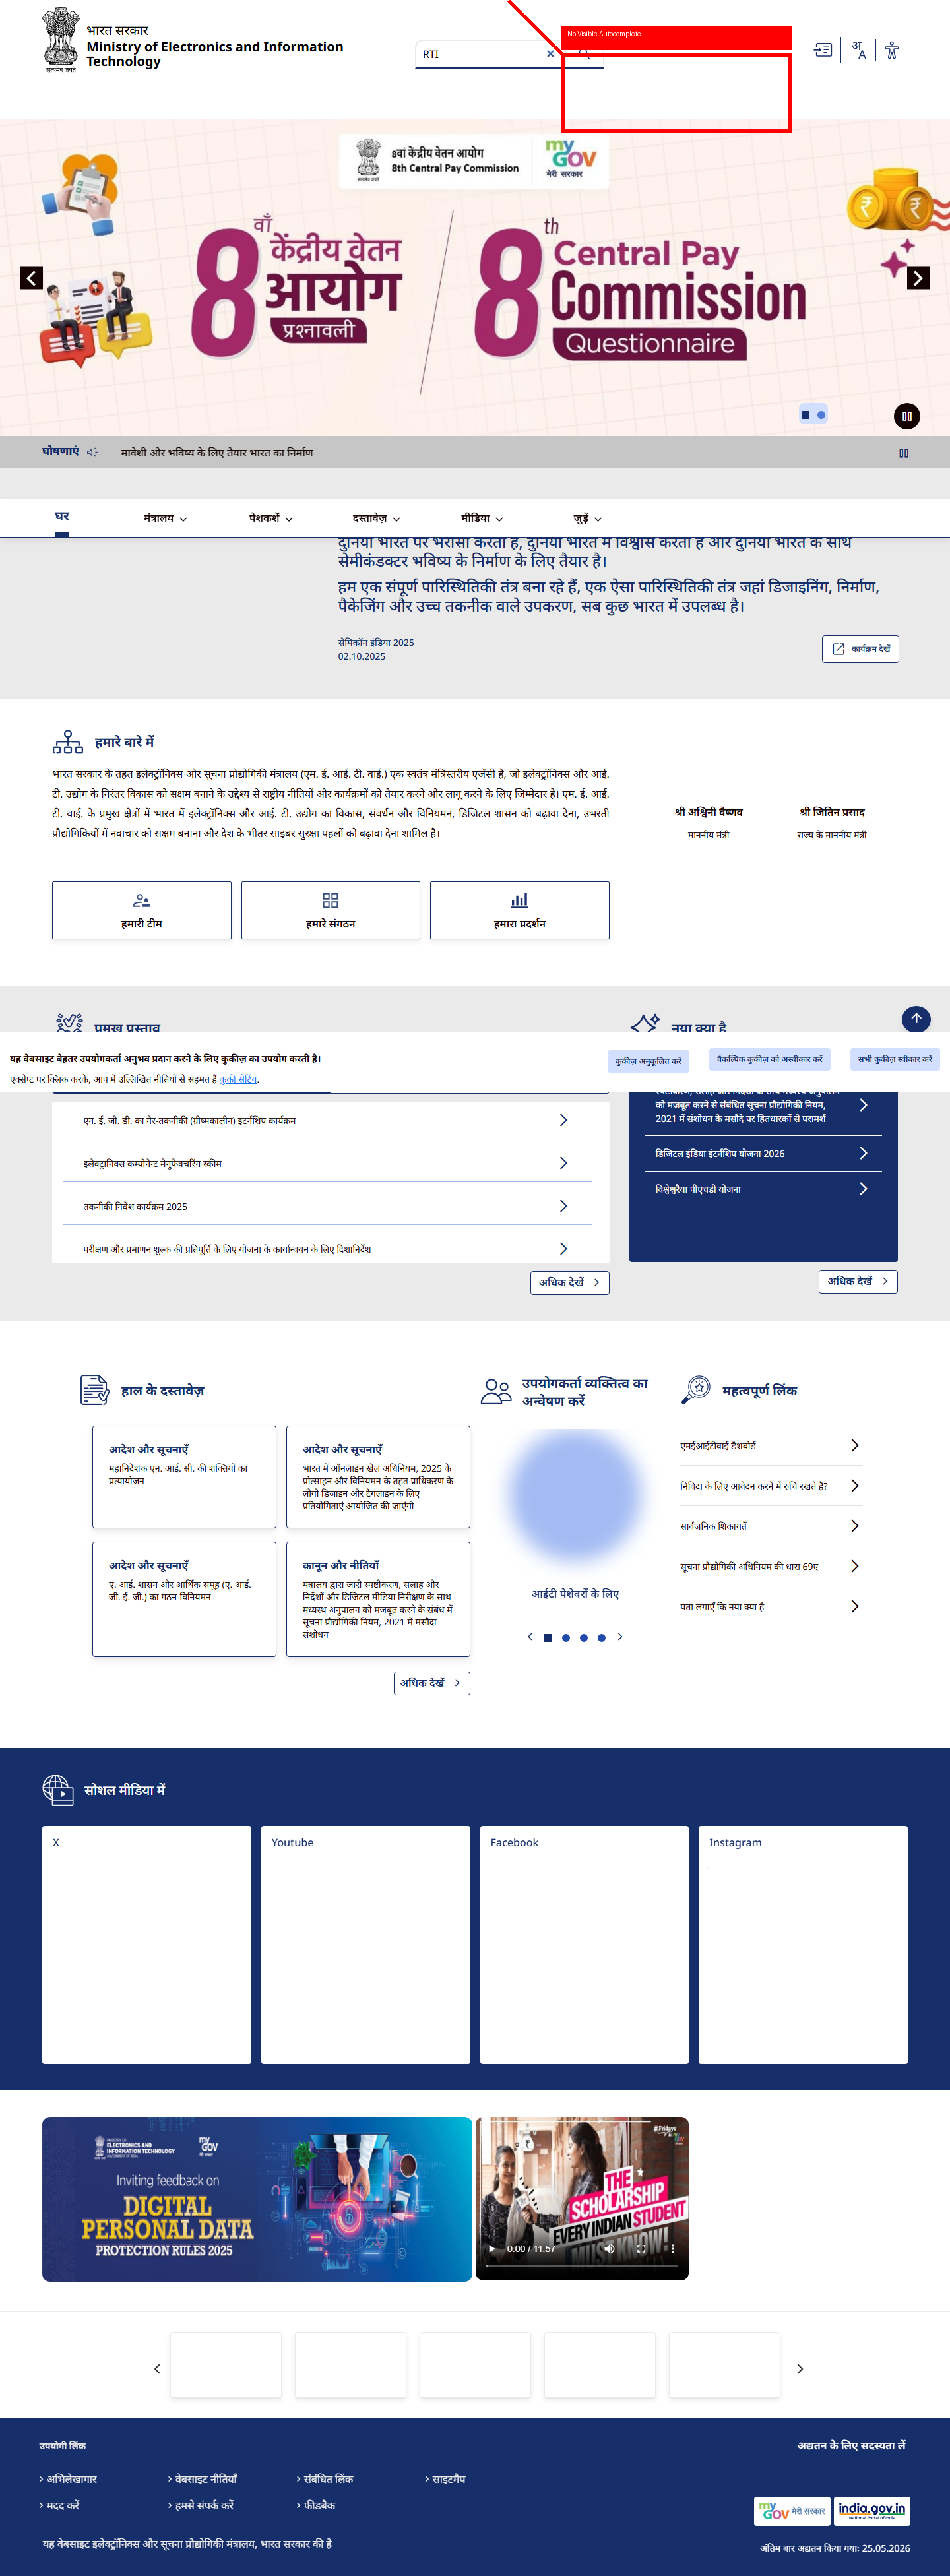 भारत सरकार
Ministry of Electronics and Information
Technology
सत्यमेव जयते
RTI
No Visible Autocomplete
अ
A
8वां केंद्रीय वेतन आयोग
8th Central Pay Commission
my
GOV
मेरी सरकार
8 वाँ केंद्रीय वेतन
आयोग
प्रश्नावली
8th Central Pay
Commission
Questionnaire
घोषणाएं
मावेशी और भविष्य के लिए तैयार भारत का निर्माण
घर
मंत्रालय
पेशकशें
दस्तावेज़
मीडिया
जुड़ें
दुनिया भारत पर भरोसा करती है, दुनिया भारत में विश्वास करती है और दुनिया भारत के साथ
सेमीकंडक्टर भविष्य के निर्माण के लिए तैयार है।
हम एक संपूर्ण पारिस्थितिकी तंत्र बना रहे हैं, एक ऐसा पारिस्थितिकी तंत्र जहां डिजाइनिंग, निर्माण,
पैकेजिंग और उच्च तकनीक वाले उपकरण, सब कुछ भारत में उपलब्ध है।
सेमिकॉन इंडिया 2025
02.10.2025
कार्यक्रम देखें
हमारे बारे में
भारत सरकार के तहत इलेक्ट्रॉनिक्स और सूचना प्रौद्योगिकी मंत्रालय (एम. ई. आई. टी. वाई.) एक स्वतंत्र मंत्रिस्तरीय एजेंसी है, जो इलेक्ट्रॉनिक्स और आई.
टी. उद्योग के निरंतर विकास को सक्षम बनाने के उद्देश्य से राष्ट्रीय नीतियों और कार्यक्रमों को तैयार करने और लागू करने के लिए जिम्मेदार है। एम. ई. आई.
टी. वाई. के प्रमुख क्षेत्रों में भारत में इलेक्ट्रॉनिक्स और आई. टी. उद्योग का विकास, संवर्धन और विनियमन, डिजिटल शासन को बढ़ावा देना, उभरती
प्रौद्योगिकियों में नवाचार को सक्षम बनाना और देश के भीतर साइबर सुरक्षा पहलों को बढ़ावा देना शामिल है।
श्री अश्विनी वैष्णव
माननीय मंत्री
श्री जितिन प्रसाद
राज्य के माननीय मंत्री
हमारी टीम
हमारे संगठन
हमारा प्रदर्शन
प्रमुख प्रस्ताव
नया क्या है
यह वेबसाइट बेहतर उपयोगकर्ता अनुभव प्रदान करने के लिए कुकीज़ का उपयोग करती है।
एक्सेप्ट पर क्लिक करके, आप में उल्लिखित नीतियों से सहमत हैं कुकी सेटिंग.
कुकीज़ अनुकूलित करें
वैकल्पिक कुकीज़ को अस्वीकार करें
सभी कुकीज़ स्वीकार करें
एन. ई. जी. डी. का गैर-तकनीकी (ग्रीष्मकालीन) इंटर्नशिप कार्यक्रम
इलेक्ट्रानिक्स कम्पोनेन्ट मेनुफेक्चरिंग स्कीम
तकनीकी निवेश कार्यक्रम 2025
परीक्षण और प्रमाणन शुल्क की प्रतिपूर्ति के लिए योजना के कार्यान्वयन के लिए दिशानिर्देश
अधिक देखें
को मजबूत करने से संबंधित सूचना प्रौद्योगिकी नियम,
2021 में संशोधन के मसौदे पर हितधारकों से परामर्श
डिजिटल इंडिया इंटर्नशिप योजना 2026
विश्वेश्वरैया पीएचडी योजना
अधिक देखें
हाल के दस्तावेज़
आदेश और सूचनाएँ
महानिदेशक एन. आई. सी. की शक्तियों का
प्रत्यायोजन
आदेश और सूचनाएँ
भारत में ऑनलाइन खेल अधिनियम, 2025 के
प्रोत्साहन और विनियमन के तहत प्राधिकरण के
लोगो डिजाइन और टैगलाइन के लिए
प्रतियोगिताएं आयोजित की जाएंगी
आदेश और सूचनाएँ
ए. आई. शासन और आर्थिक समूह (ए. आई.
जी. ई. जी.) का गठन-विनियमन
कानून और नीतियाँ
मंत्रालय द्वारा जारी स्पष्टीकरण, सलाह और
निर्देशों और डिजिटल मीडिया निरीक्षण के साथ
मध्यस्थ अनुपालन को मजबूत करने के संबंध में
सूचना प्रौद्योगिकी नियम, 2021 में मसौदा
संशोधन
अधिक देखें
उपयोगकर्ता व्यक्तित्व का
अन्वेषण करें
आईटी पेशेवरों के लिए
महत्वपूर्ण लिंक
एमईआईटीवाई डैशबोर्ड
निविदा के लिए आवेदन करने में रुचि रखते हैं?
सार्वजनिक शिकायतें
सूचना प्रौद्योगिकी अधिनियम की धारा 69ए
पता लगाएँ कि नया क्या है
सोशल मीडिया में
X
Youtube
Facebook
Instagram
MINISTRY OF
ELECTRONICS AND
INFORMATION TECHNOLOGY
my
GOV
Inviting feedback on
DIGITAL
PERSONAL DATA
PROTECTION RULES 2025
THE
SCHOLARSHIP
EVERY INDIAN STUDENT
0:00 / 11:57
उपयोगी लिंक
अद्यतन के लिए सदस्यता लें
अभिलेखागार
वेबसाइट नीतियाँ
संबंधित लिंक
साइटमैप
मदद करें
हमसे संपर्क करें
फीडबैक
my
GOV मेरी सरकार
india.gov.in
यह वेबसाइट इलेक्ट्रॉनिक्स और सूचना प्रौद्योगिकी मंत्रालय, भारत सरकार की है
अंतिम बार अद्यतन किया गया: 25.05.2026